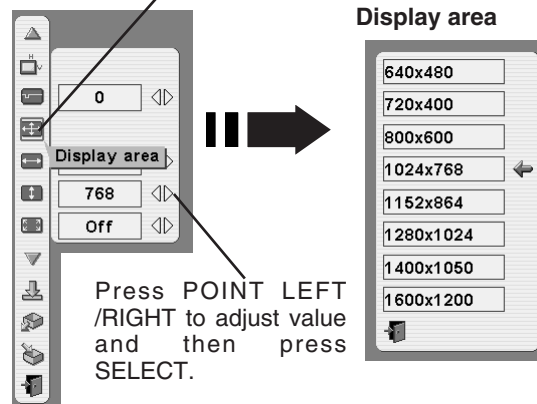 Display area
0
Display area
768
Off
Press POINT LEFT
/RIGHT to adjust value
and then press
SELECT.
640x480
720x400
800x600
1024x768
1152x864
1280x1024
1400x1050
1600x1200